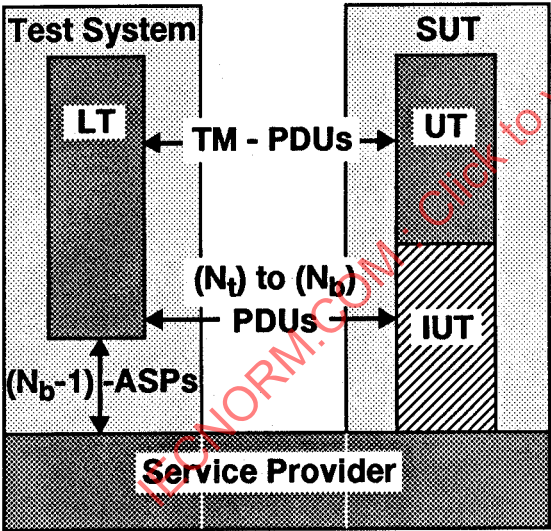 Test System
SUT
LT
UT
TM - PDUs
(Nt) to (Nb)
PDUs
IUT
(Nb-1) -ASPs
Service Provider
IECNORM.COM : Click to v